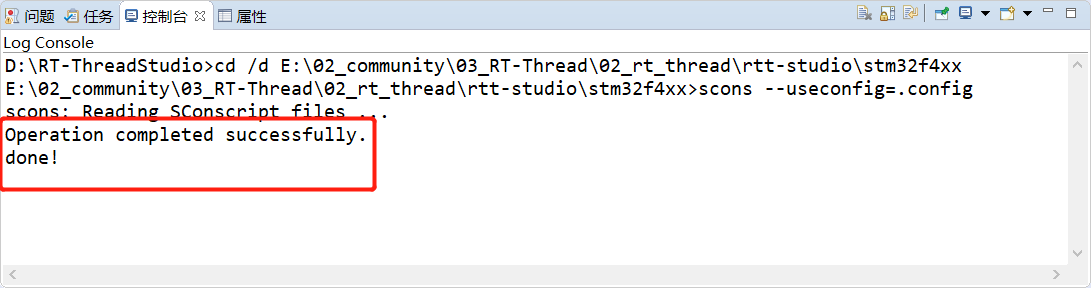 问题 任务 控制台 属性
Log Console
D:\RT-ThreadStudio>cd /d E:\02_community\03_RT-Thread\02_rt_thread\rtt-studio\stm32f4xx
E:\02_community\03_RT-Thread\02_rt_thread\rtt-studio\stm32f4xx>scons --useconfig=.config
scons: Reading SConscript files ...
Operation completed successfully.
done!